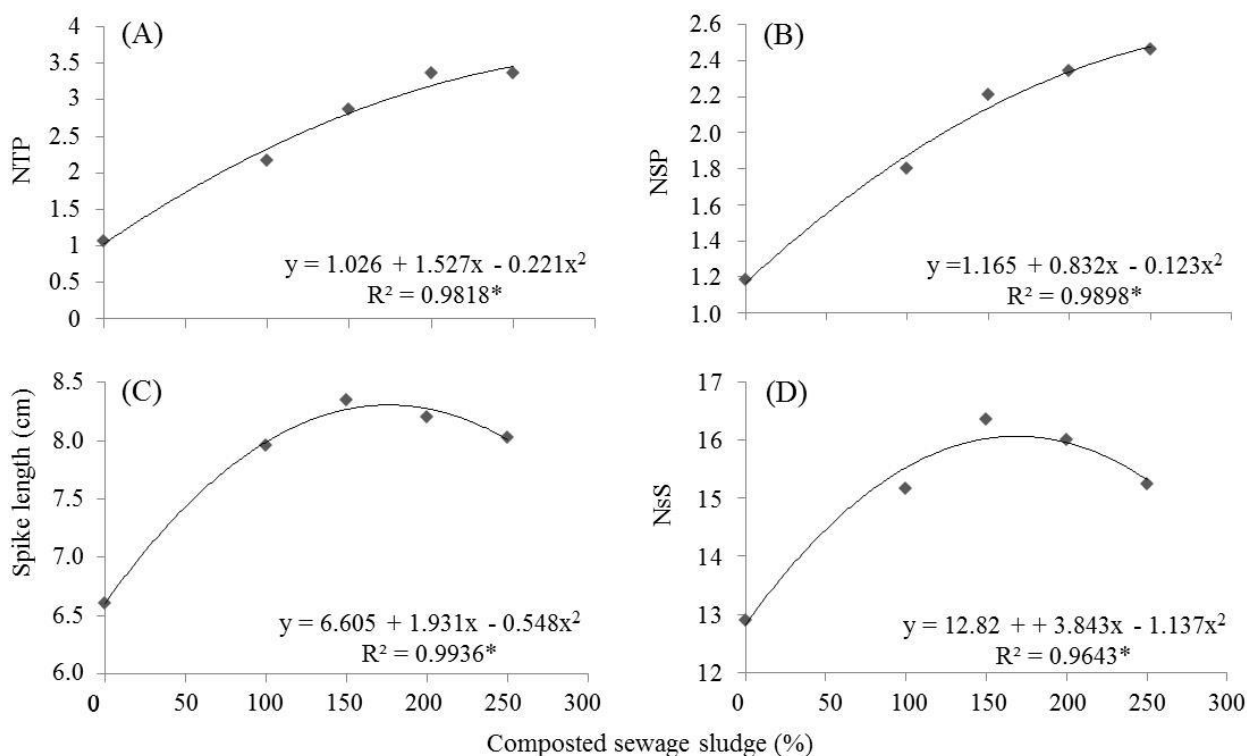 (A)
4
3.5
3
2.5
2
1.5
1
0.5
0
NTP
y = 1.026 + 1.527x - 0.221x²
R² = 0.9818*
(B)
2.6
2.4
2.2
2.0
1.8
1.6
1.4
1.2
1.0
NSP
y =1.165 + 0.832x - 0.123x²
R² = 0.9898*
(C)
8.5
8.0
7.5
7.0
6.5
6.0
Spike length (cm)
y = 6.605 + 1.931x - 0.548x²
R² = 0.9936*
0 50 100 150 200 250 300
(D)
17
16
15
14
13
12
NsS
y = 12.82 + + 3.843x - 1.137x²
R² = 0.9643*
0 50 100 150 200 250 300
Composted sewage sludge (%)